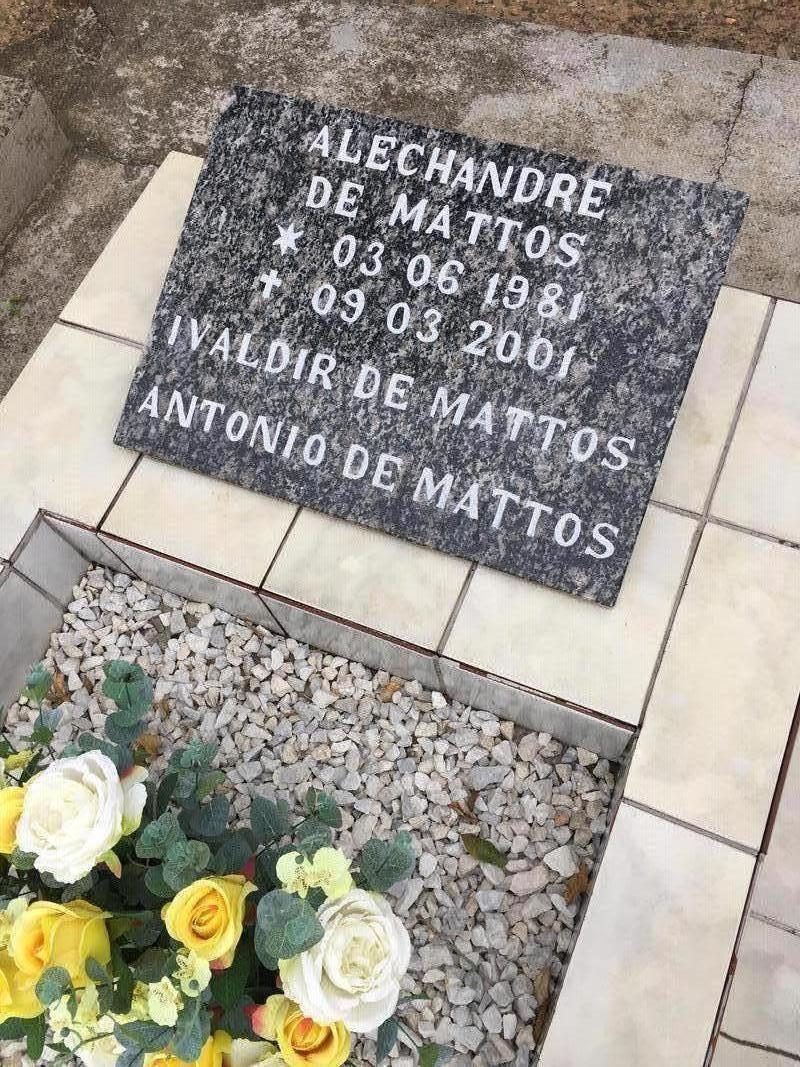 ALECHANDRE
DE MATTOS
★ 03 06 1981
✝ 09 03 2001
IVALDIR DE MATTOS
ANTONIO DE MATTOS